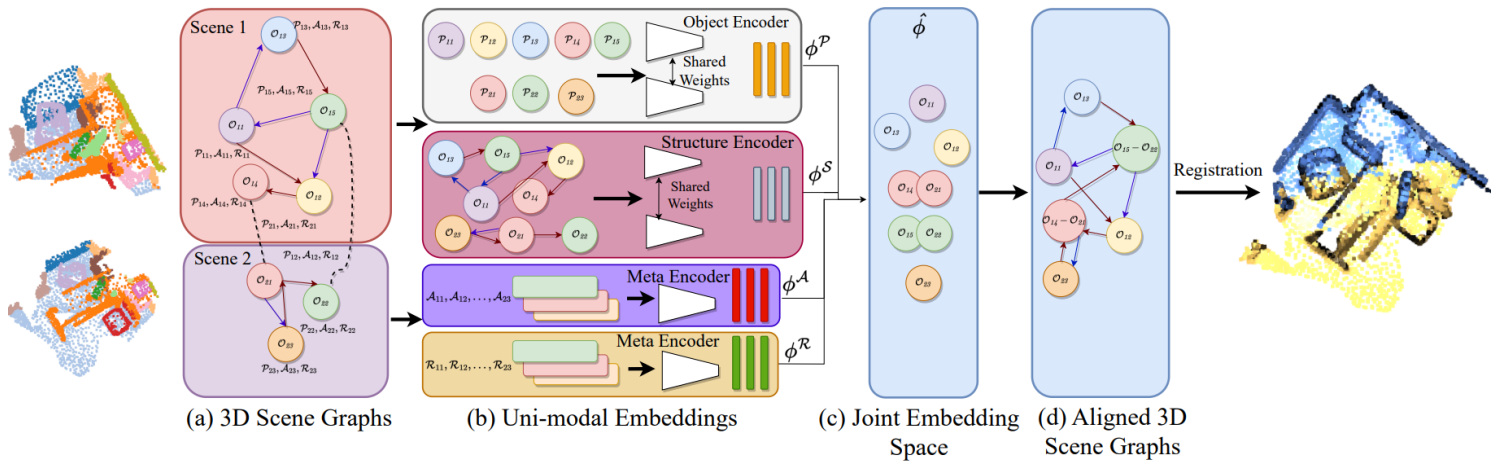 Scene 1
𝒫₁₃, 𝒜₁₃, ℛ₁₃
𝒪₁₃
𝒫₁₅, 𝒜₁₅, ℛ₁₅
𝒪₁₅
𝒪₁₁
𝒫₁₁, 𝒜₁₁, ℛ₁₁
𝒪₁₄
𝒪₁₂
𝒫₁₄, 𝒜₁₄, ℛ₁₄
𝒫₂₁, 𝒜₂₁, ℛ₂₁
Scene 2
𝒫₁₂, 𝒜₁₂, ℛ₁₂
𝒪₂₁
𝒪₂₂
𝒫₂₂, 𝒜₂₂, ℛ₂₂
𝒪₂₃
𝒫₂₃, 𝒜₂₃, ℛ₂₃
(a) 3D Scene Graphs
Object Encoder
𝒫₁₁ 𝒫₁₂ 𝒫₁₃ 𝒫₁₄ 𝒫₁₅
𝒫₂₁ 𝒫₂₂ 𝒫₂₃
Shared
Weights
ϕ^𝒫
Structure Encoder
𝒪₁₃ 𝒪₁₅ 𝒪₁₂
𝒪₁₁ 𝒪₁₄
𝒪₂₃ 𝒪₂₁ 𝒪₂₂
Shared
Weights
ϕ^𝒮
Meta Encoder
𝒜₁₁, 𝒜₁₂, . . . , 𝒜₂₃
ϕ^𝒜
Meta Encoder
ℛ₁₁, ℛ₁₂, . . . , ℛ₂₃
ϕ^ℛ
(b) Uni-modal Embeddings
ϕ̂
𝒪₁₁
𝒪₁₃
𝒪₁₂
𝒪₁₄ 𝒪₂₁
𝒪₁₅ 𝒪₂₂
𝒪₂₃
(c) Joint Embedding
Space
𝒪₁₃
𝒪₁₅ − 𝒪₂₂
𝒪₁₁
𝒪₁₄ − 𝒪₂₁
𝒪₁₂
𝒪₂₃
(d) Aligned 3D
Scene Graphs
Registration